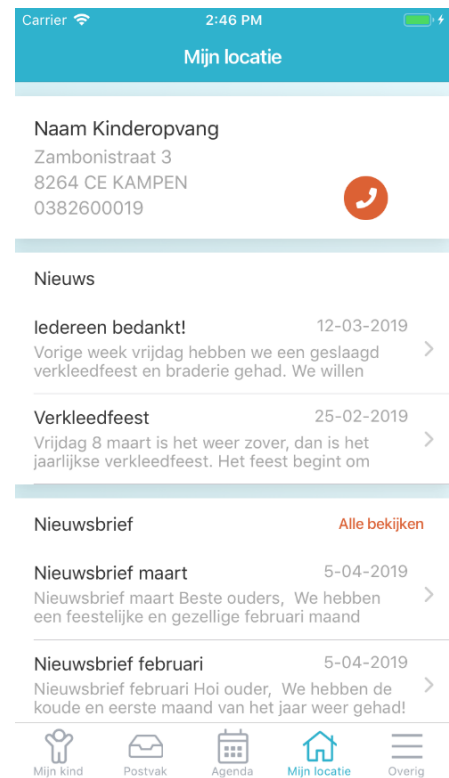 Carrier 2:46 PM
Mijn locatie
Naam Kinderopvang
Zambonistraat 3
8264 CE KAMPEN
0382600019
Nieuws
Iedereen bedankt! 12-03-2019
Vorige week vrijdag hebben we een geslaagd
verkleedfeest en braderie gehad. We willen
Verkleedfeest 25-02-2019
Vrijdag 8 maart is het weer zover, dan is het
jaarlijkse verkleedfeest. Het feest begint om
Nieuwsbrief Alle bekijken
Nieuwsbrief maart 5-04-2019
Nieuwsbrief maart Beste ouders, We hebben
een feestelijke en gezellige februari maand
Nieuwsbrief februari 5-04-2019
Nieuwsbrief februari Hoi ouder, We hebben de
koude en eerste maand van het jaar weer gehad!
Mijn kind Postvak Agenda Mijn locatie Overig